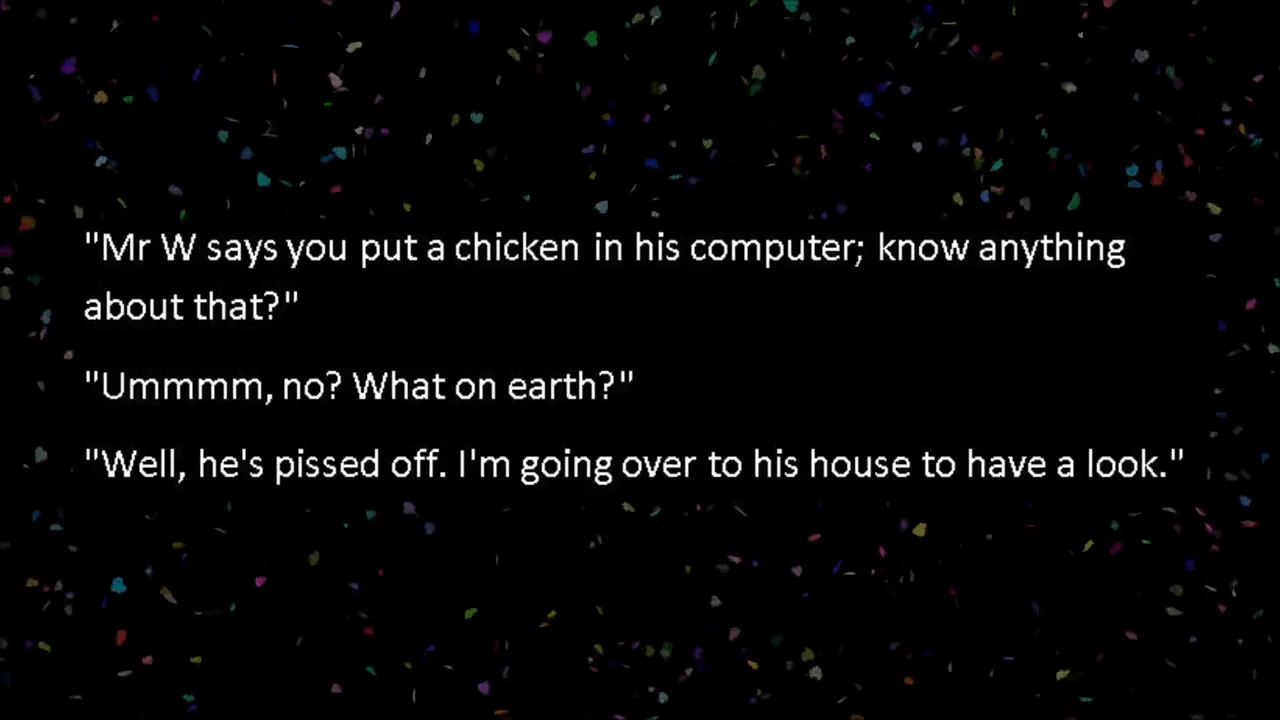 "Mr W says you put a chicken in his computer; know anything
about that?"
"Ummmm, no? What on earth?"
"Well, he's pissed off. I'm going over to his house to have a look."